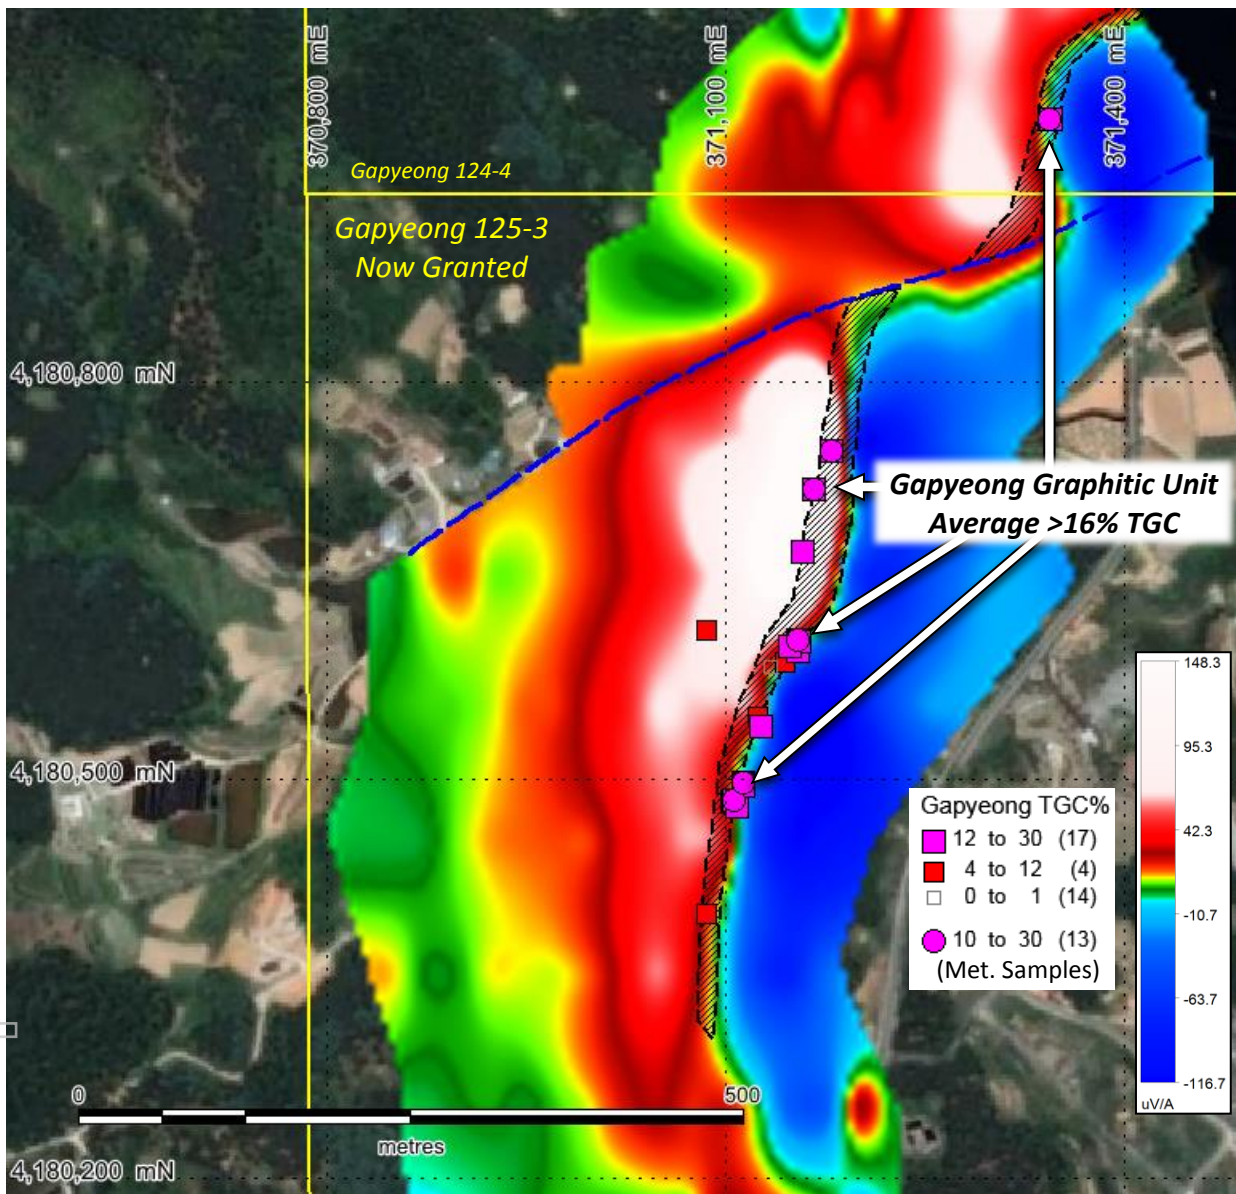 370,800 mE
371,100 mE
371,400 mE
Gapyeong 124-4
Gapyeong 125-3
Now Granted
4,180,800 mN
Gapyeong Graphitic Unit
Average >16% TGC
148.3
95.3
42.3
-10.7
-63.7
-116.7
uV/A
4,180,500 mN
Gapyeong TGC%
12 to 30 (17)
4 to 12 (4)
0 to 1 (14)
10 to 30 (13)
(Met. Samples)
0 500
metres
4,180,200 mN